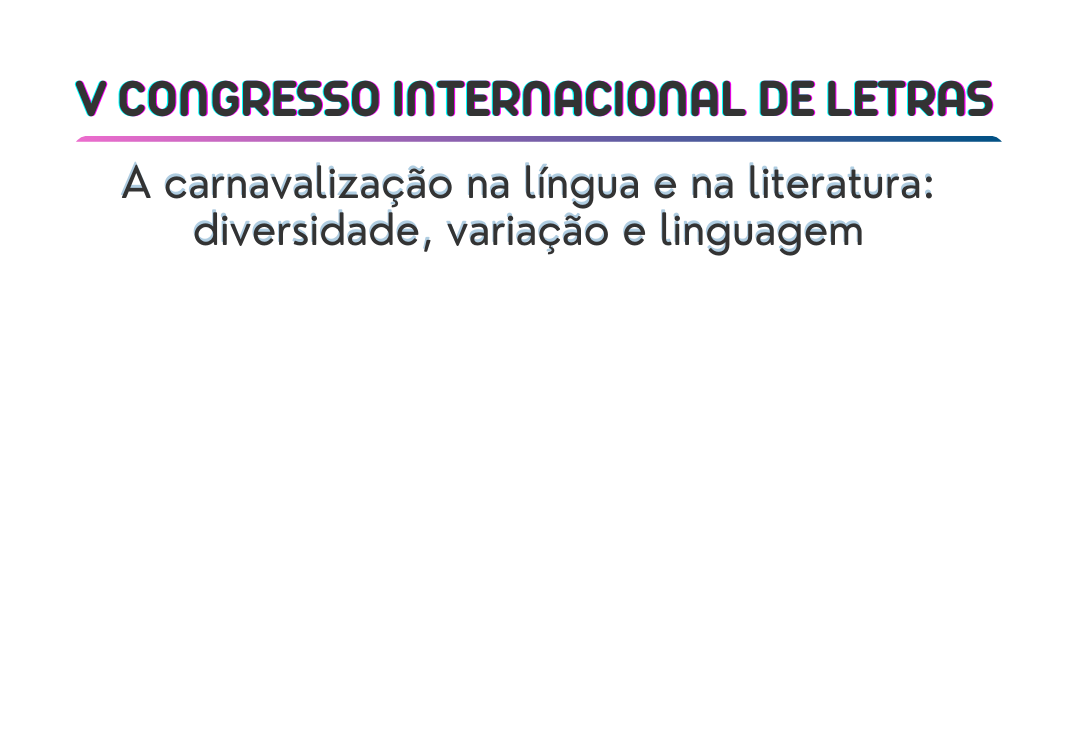 V CONGRESSO INTERNACIONAL DE LETRAS
A carnavalização na língua e na literatura:
diversidade, variação e linguagem